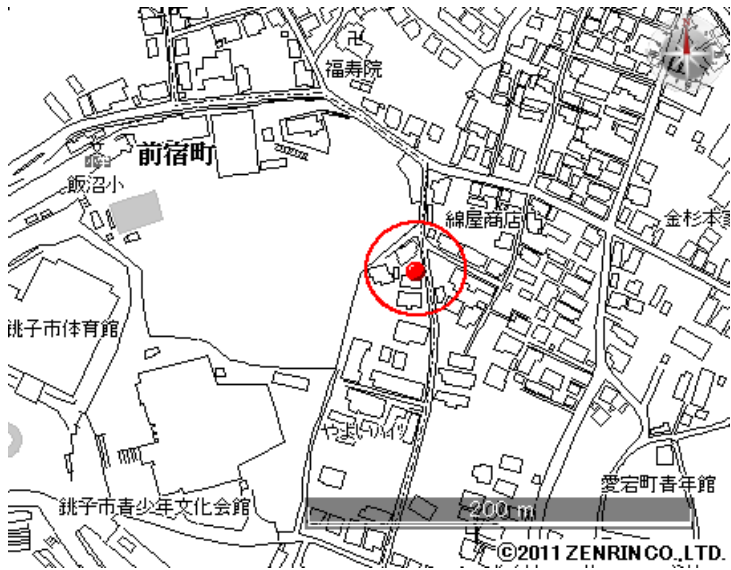 福寿院
前宿町
飯沼小
線屋商店
金杉本家
銚子市体育館
やよいハイツ
愛宕町青年館
銚子市青少年文化会館
200 m
©2011 ZENRIN CO., LTD.